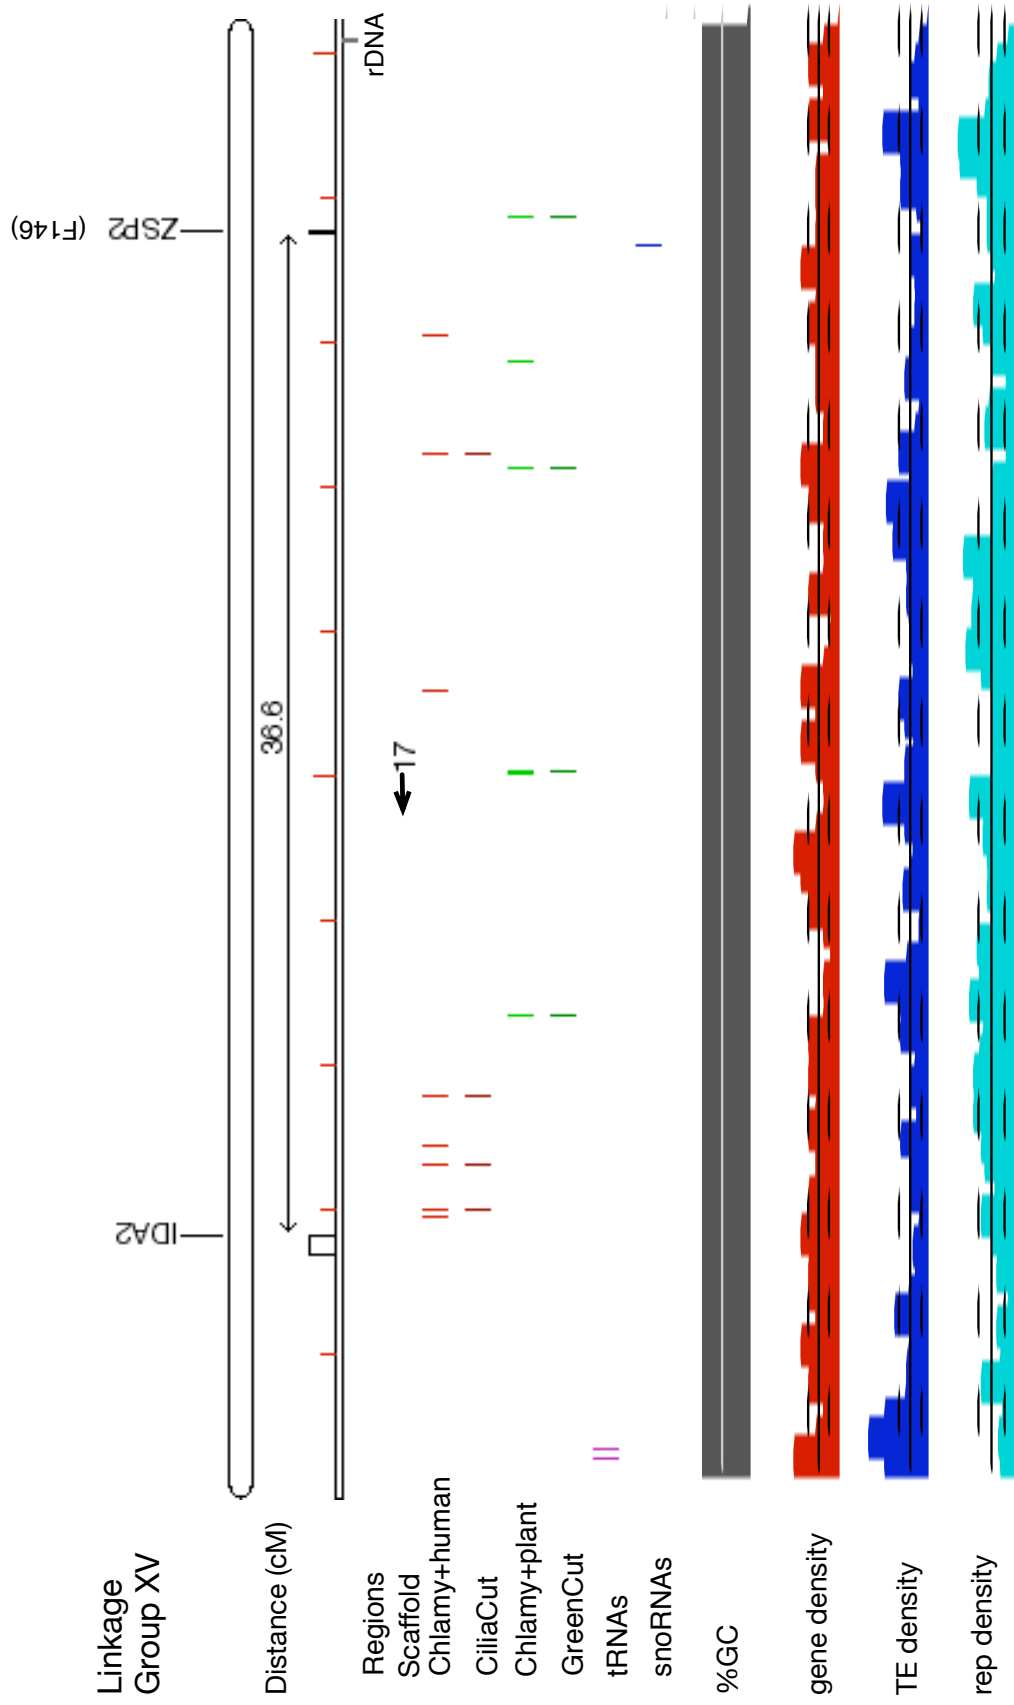 Linkage
Group XV
IDA2
ZSP2
(F146)
Distance (cM)
36.6
rDNA
Regions
Scaffold
17
Chlamy+human
CiliaCut
Chlamy+plant
GreenCut
tRNAs
snoRNAs
%GC
gene density
TE density
rep density